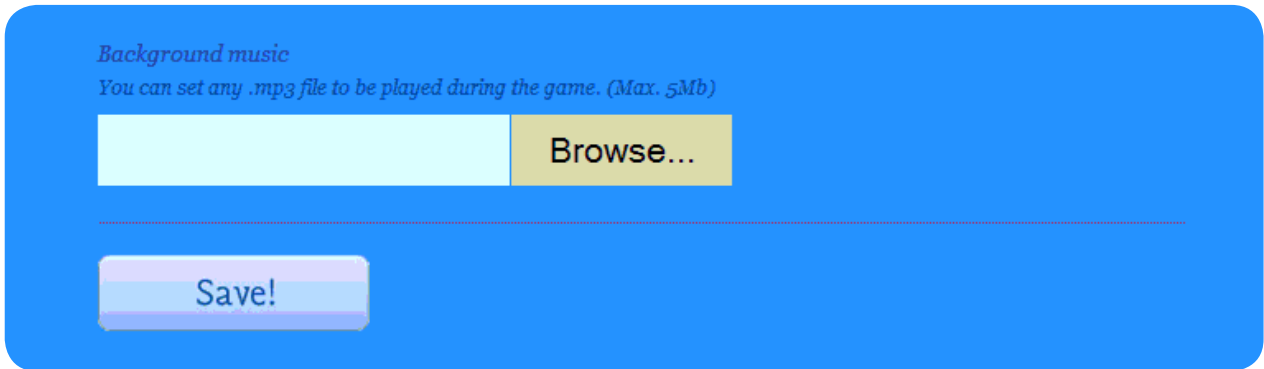 Background music
You can set any .mp3 file to be played during the game. (Max. 5Mb)
Browse...
Save!